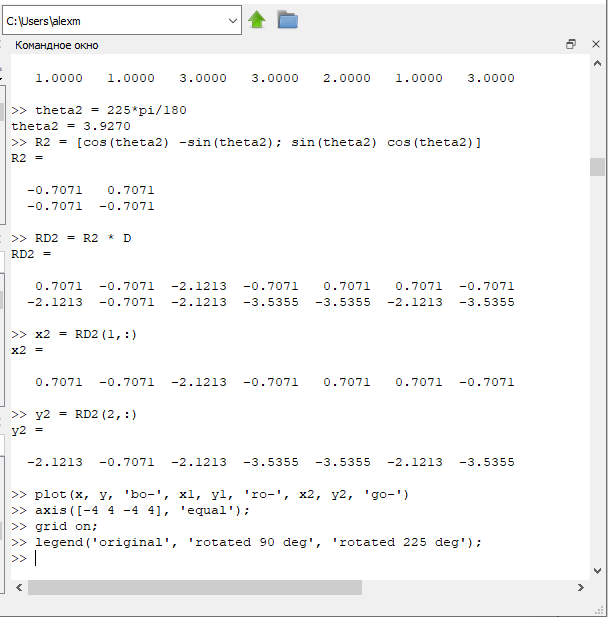 C:\Users\alexm
Командное окно
1.0000 1.0000 3.0000 3.0000 2.0000 1.0000 3.0000
>> theta2 = 225*pi/180
theta2 = 3.9270
>> R2 = [cos(theta2) -sin(theta2); sin(theta2) cos(theta2)]
R2 =
-0.7071 0.7071
-0.7071 -0.7071
>> RD2 = R2 * D
RD2 =
0.7071 -0.7071 -2.1213 -0.7071 0.7071 0.7071 -0.7071
-2.1213 -0.7071 -2.1213 -3.5355 -3.5355 -2.1213 -3.5355
>> x2 = RD2(1,:)
x2 =
0.7071 -0.7071 -2.1213 -0.7071 0.7071 0.7071 -0.7071
>> y2 = RD2(2,:)
y2 =
-2.1213 -0.7071 -2.1213 -3.5355 -3.5355 -2.1213 -3.5355
>> plot(x, y, 'bo-', x1, y1, 'ro-', x2, y2, 'go-')
>> axis([-4 4 -4 4], 'equal');
>> grid on;
>> legend('original', 'rotated 90 deg', 'rotated 225 deg');
>>